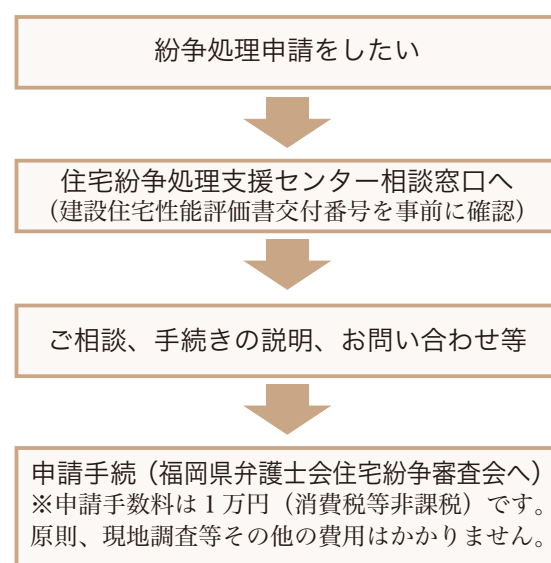 紛争処理申請をしたい
住宅紛争処理支援センター相談窓口へ
(建設住宅性能評価書交付番号を事前に確認)
ご相談、手続きの説明、お問い合わせ等
申請手続(福岡県弁護士会住宅紛争審査会へ)
※申請手数料は1万円(消費税等非課税)です。
原則、現地調査等その他の費用はかかりません。